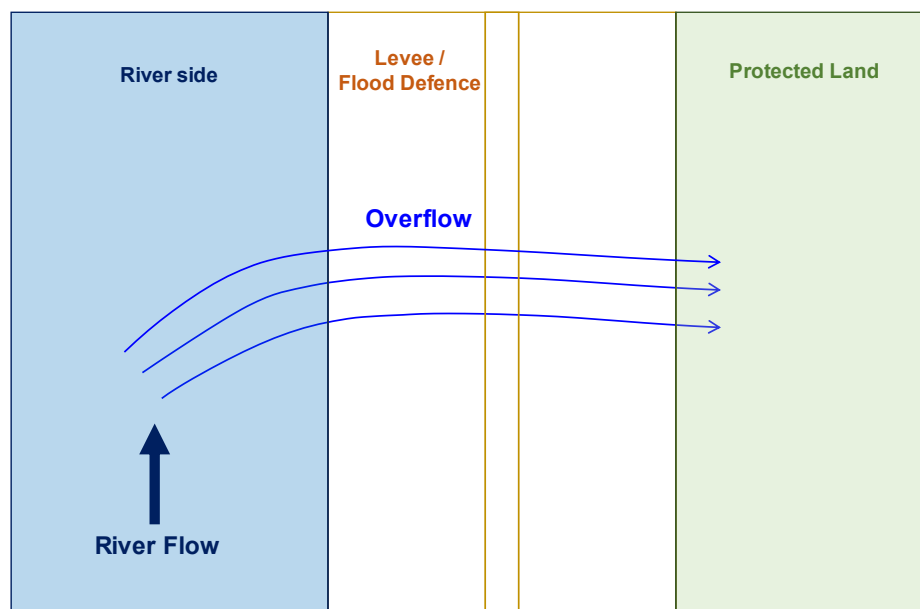 River side
Levee /
Flood Defence
Protected Land
Overflow
River Flow